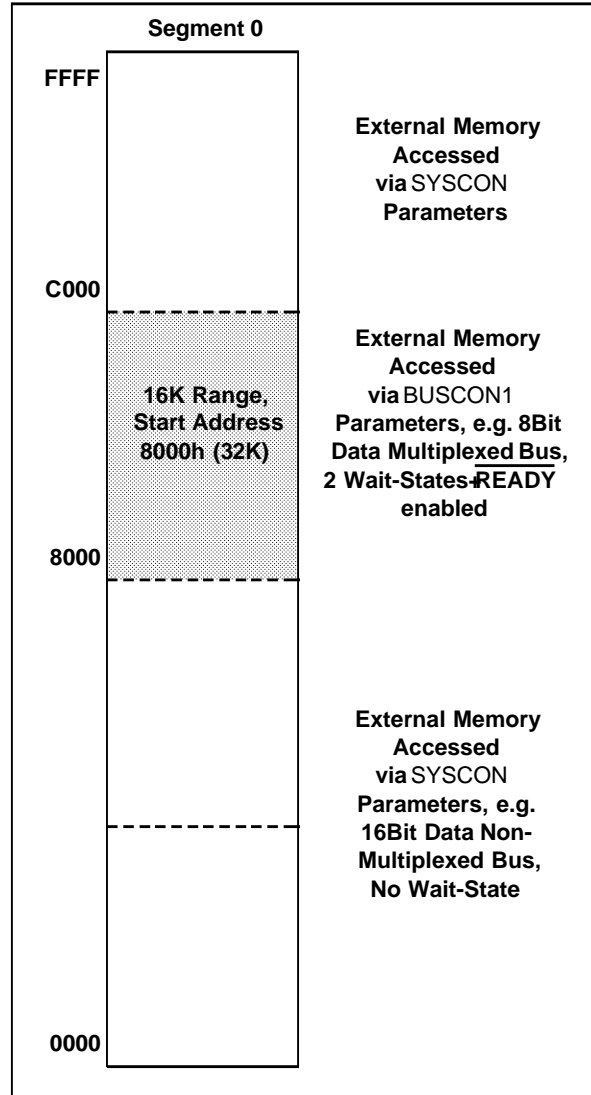 Segment 0
FFFF
External Memory
Accessed
via SYSCON
Parameters
C000
16K Range,
Start Address
8000h (32K)
External Memory
Accessed
via BUSCON1
Parameters, e.g. 8Bit
Data Multiplexed Bus,
2 Wait-States+READY
enabled
8000
External Memory
Accessed
via SYSCON
Parameters, e.g.
16Bit Data Non-
Multiplexed Bus,
No Wait-State
0000